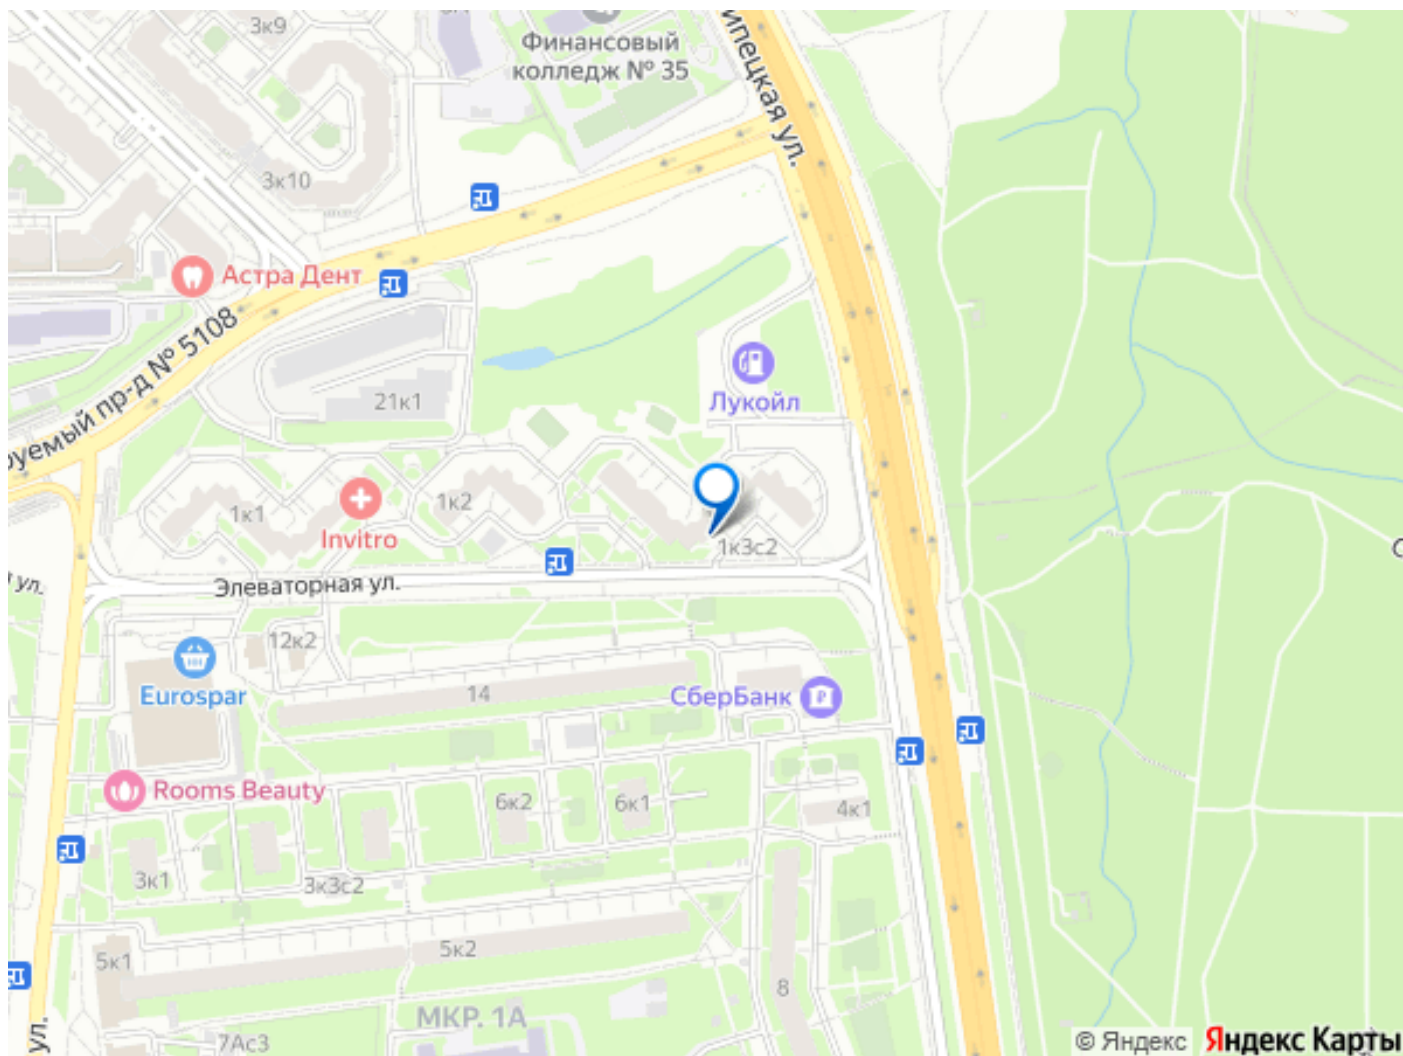 3к9
Финансовый
колледж № 35
ипецкая ул.
3к10
Астра Дент
руемый пр-д № 5108
Лукойл
21к1
1к1
1к2
Invitro
1к3с2
Элеваторная ул.
ул.
12к2
Eurospar
14
СберБанк
Rooms Beauty
6к2
6к1
4к1
3к1
3к3с2
5к1
5к2
8
МКР. 1А
7Ас3
ул.
© Яндекс
Яндекс Карты